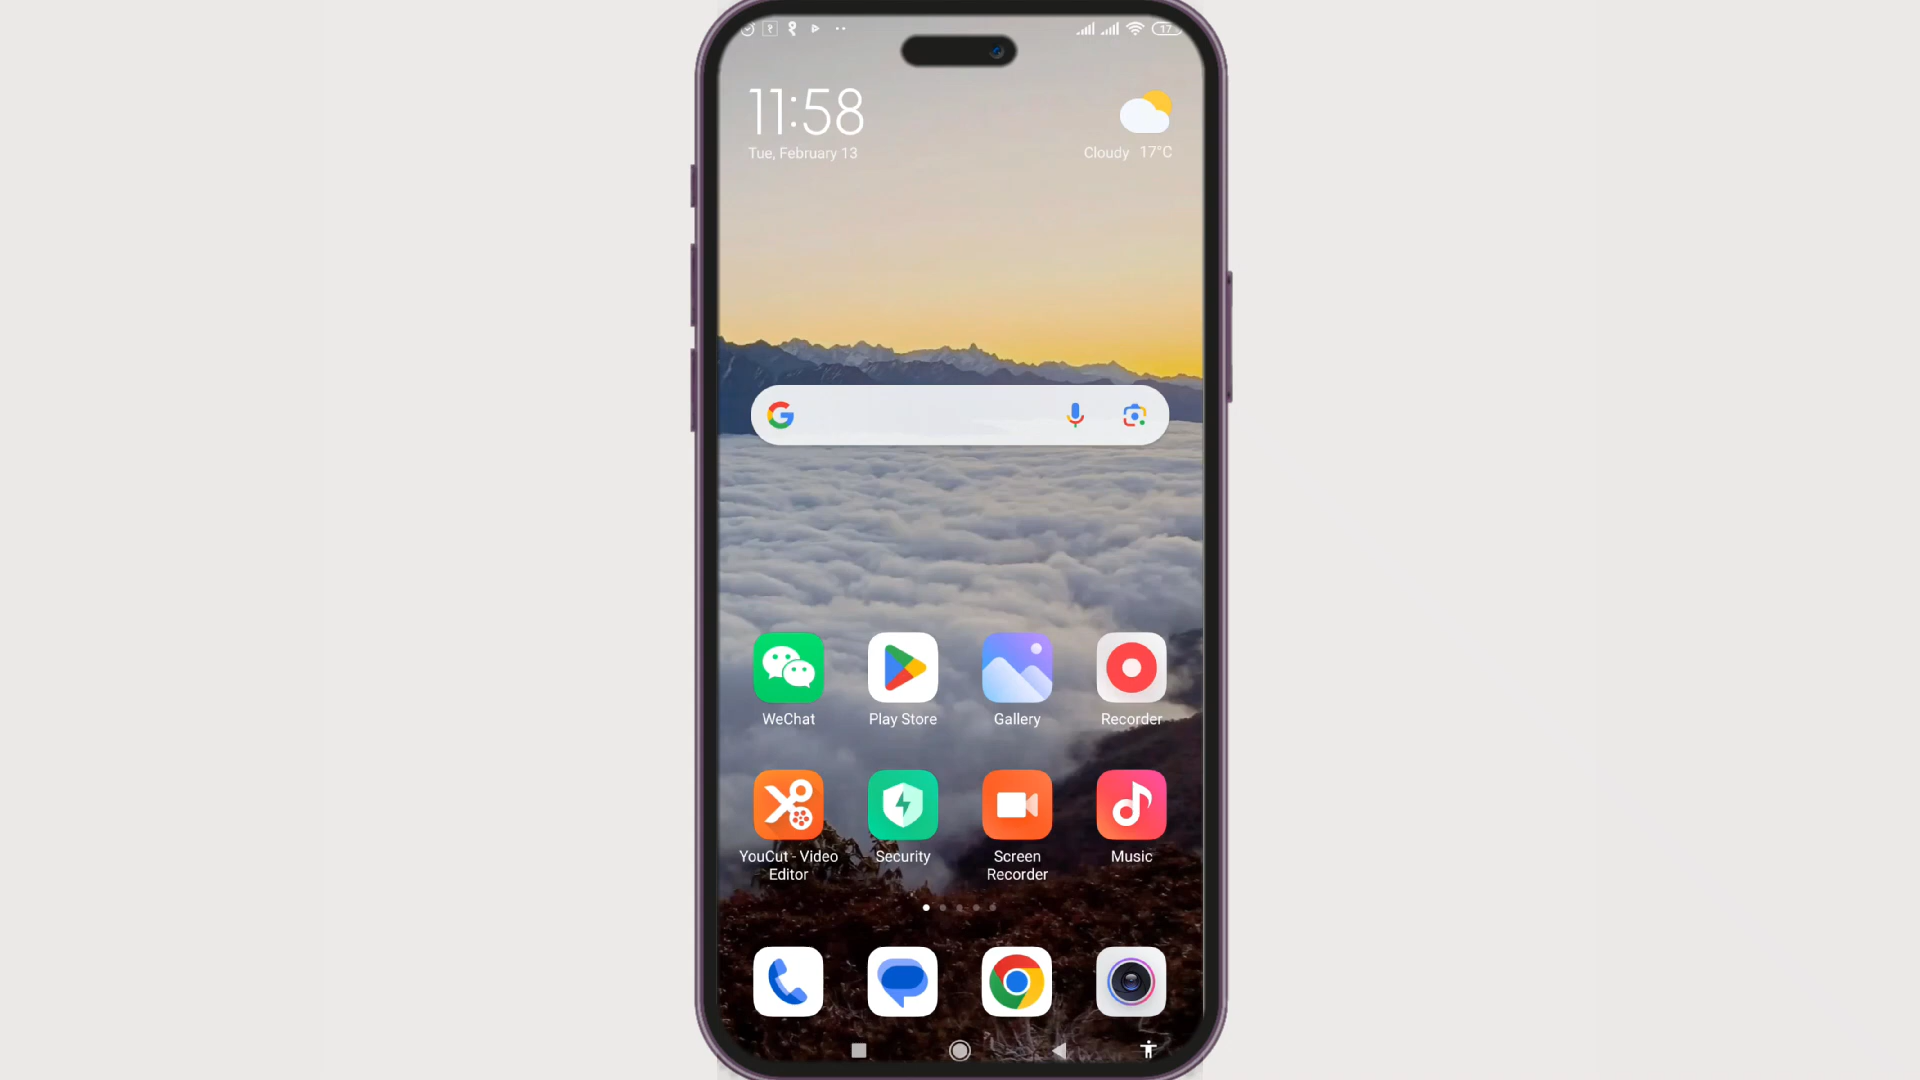 17
11:58
Tue, February 13
Cloudy 17°C
WeChat
Play Store
Gallery
Recorder
YouCut - Video
Editor
Security
Screen
Recorder
Music